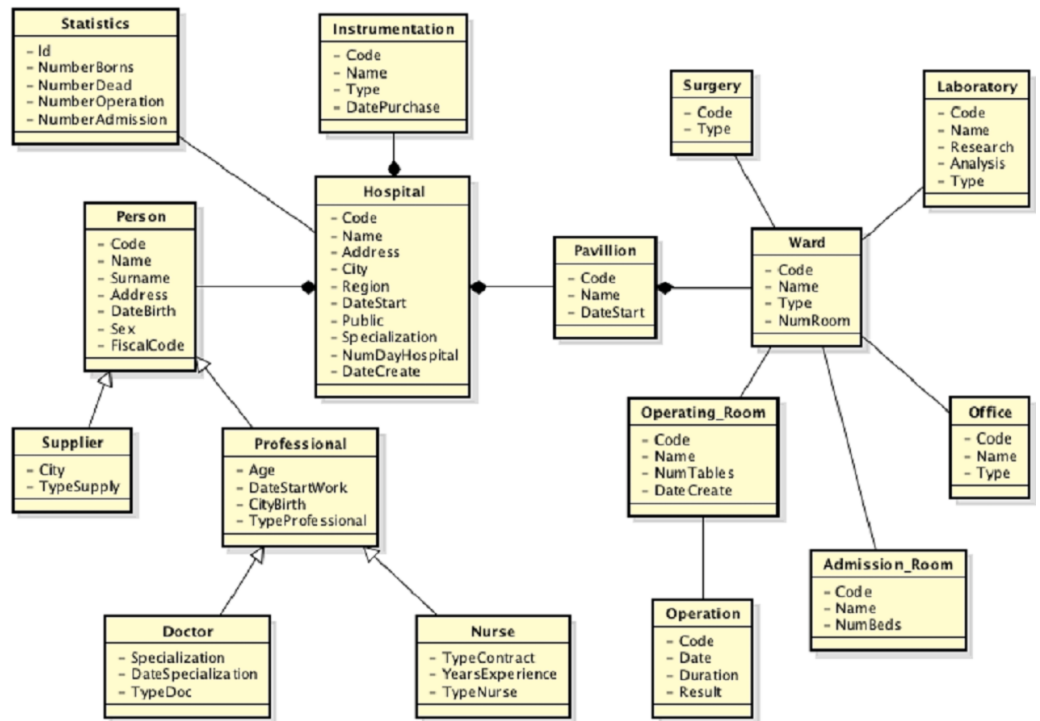 Statistics
- Id
- NumberBorns
- NumberDead
- NumberOperation
- NumberAdmission
Instrumentation
- Code
- Name
- Type
- DatePurchase
Surgery
- Code
- Type
Laboratory
- Code
- Name
- Research
- Analysis
- Type
Person
- Code
- Name
- Surname
- Address
- DateBirth
- Sex
- FiscalCode
Hospital
- Code
- Name
- Address
- City
- Region
- DateStart
- Public
- Specialization
- NumDayHospital
- DateCreate
Pavillion
- Code
- Name
- DateStart
Ward
- Code
- Name
- Type
- NumRoom
Supplier
- City
- TypeSupply
Professional
- Age
- DateStartWork
- CityBirth
- TypeProfessional
Operating_Room
- Code
- Name
- NumTables
- DateCreate
Office
- Code
- Name
- Type
Admission_Room
- Code
- Name
- NumBeds
Doctor
- Specialization
- DateSpecialization
- TypeDoc
Nurse
- TypeContract
- YearsExperience
- TypeNurse
Operation
- Code
- Date
- Duration
- Result